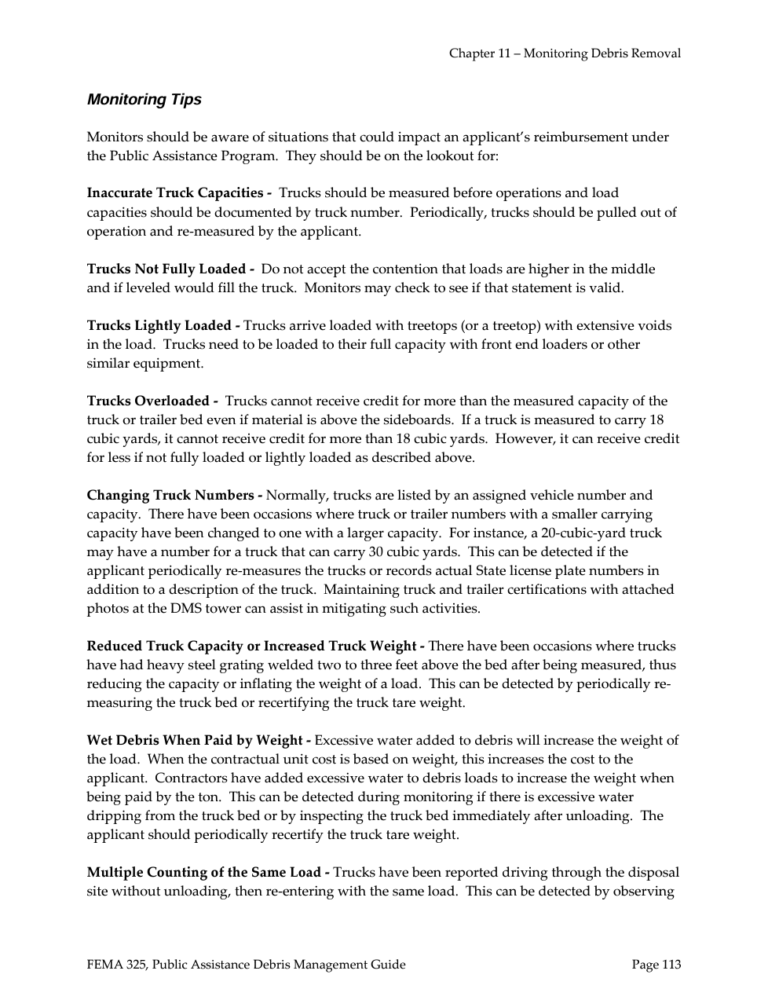 Chapter 11 – Monitoring Debris Removal
Monitoring Tips
Monitors should be aware of situations that could impact an applicant’s reimbursement under
the Public Assistance Program.  They should be on the lookout for:
Inaccurate Truck Capacities -  Trucks should be measured before operations and load
capacities should be documented by truck number.  Periodically, trucks should be pulled out of
operation and re-measured by the applicant.
Trucks Not Fully Loaded -  Do not accept the contention that loads are higher in the middle
and if leveled would fill the truck.  Monitors may check to see if that statement is valid.
Trucks Lightly Loaded - Trucks arrive loaded with treetops (or a treetop) with extensive voids
in the load.  Trucks need to be loaded to their full capacity with front end loaders or other
similar equipment.
Trucks Overloaded -  Trucks cannot receive credit for more than the measured capacity of the
truck or trailer bed even if material is above the sideboards.  If a truck is measured to carry 18
cubic yards, it cannot receive credit for more than 18 cubic yards.  However, it can receive credit
for less if not fully loaded or lightly loaded as described above.
Changing Truck Numbers - Normally, trucks are listed by an assigned vehicle number and
capacity.  There have been occasions where truck or trailer numbers with a smaller carrying
capacity have been changed to one with a larger capacity.  For instance, a 20-cubic-yard truck
may have a number for a truck that can carry 30 cubic yards.  This can be detected if the
applicant periodically re-measures the trucks or records actual State license plate numbers in
addition to a description of the truck.  Maintaining truck and trailer certifications with attached
photos at the DMS tower can assist in mitigating such activities.
Reduced Truck Capacity or Increased Truck Weight - There have been occasions where trucks
have had heavy steel grating welded two to three feet above the bed after being measured, thus
reducing the capacity or inflating the weight of a load.  This can be detected by periodically re-
measuring the truck bed or recertifying the truck tare weight.
Wet Debris When Paid by Weight - Excessive water added to debris will increase the weight of
the load.  When the contractual unit cost is based on weight, this increases the cost to the
applicant.  Contractors have added excessive water to debris loads to increase the weight when
being paid by the ton.  This can be detected during monitoring if there is excessive water
dripping from the truck bed or by inspecting the truck bed immediately after unloading.  The
applicant should periodically recertify the truck tare weight.
Multiple Counting of the Same Load - Trucks have been reported driving through the disposal
site without unloading, then re-entering with the same load.  This can be detected by observing
FEMA 325, Public Assistance Debris Management Guide
Page 113